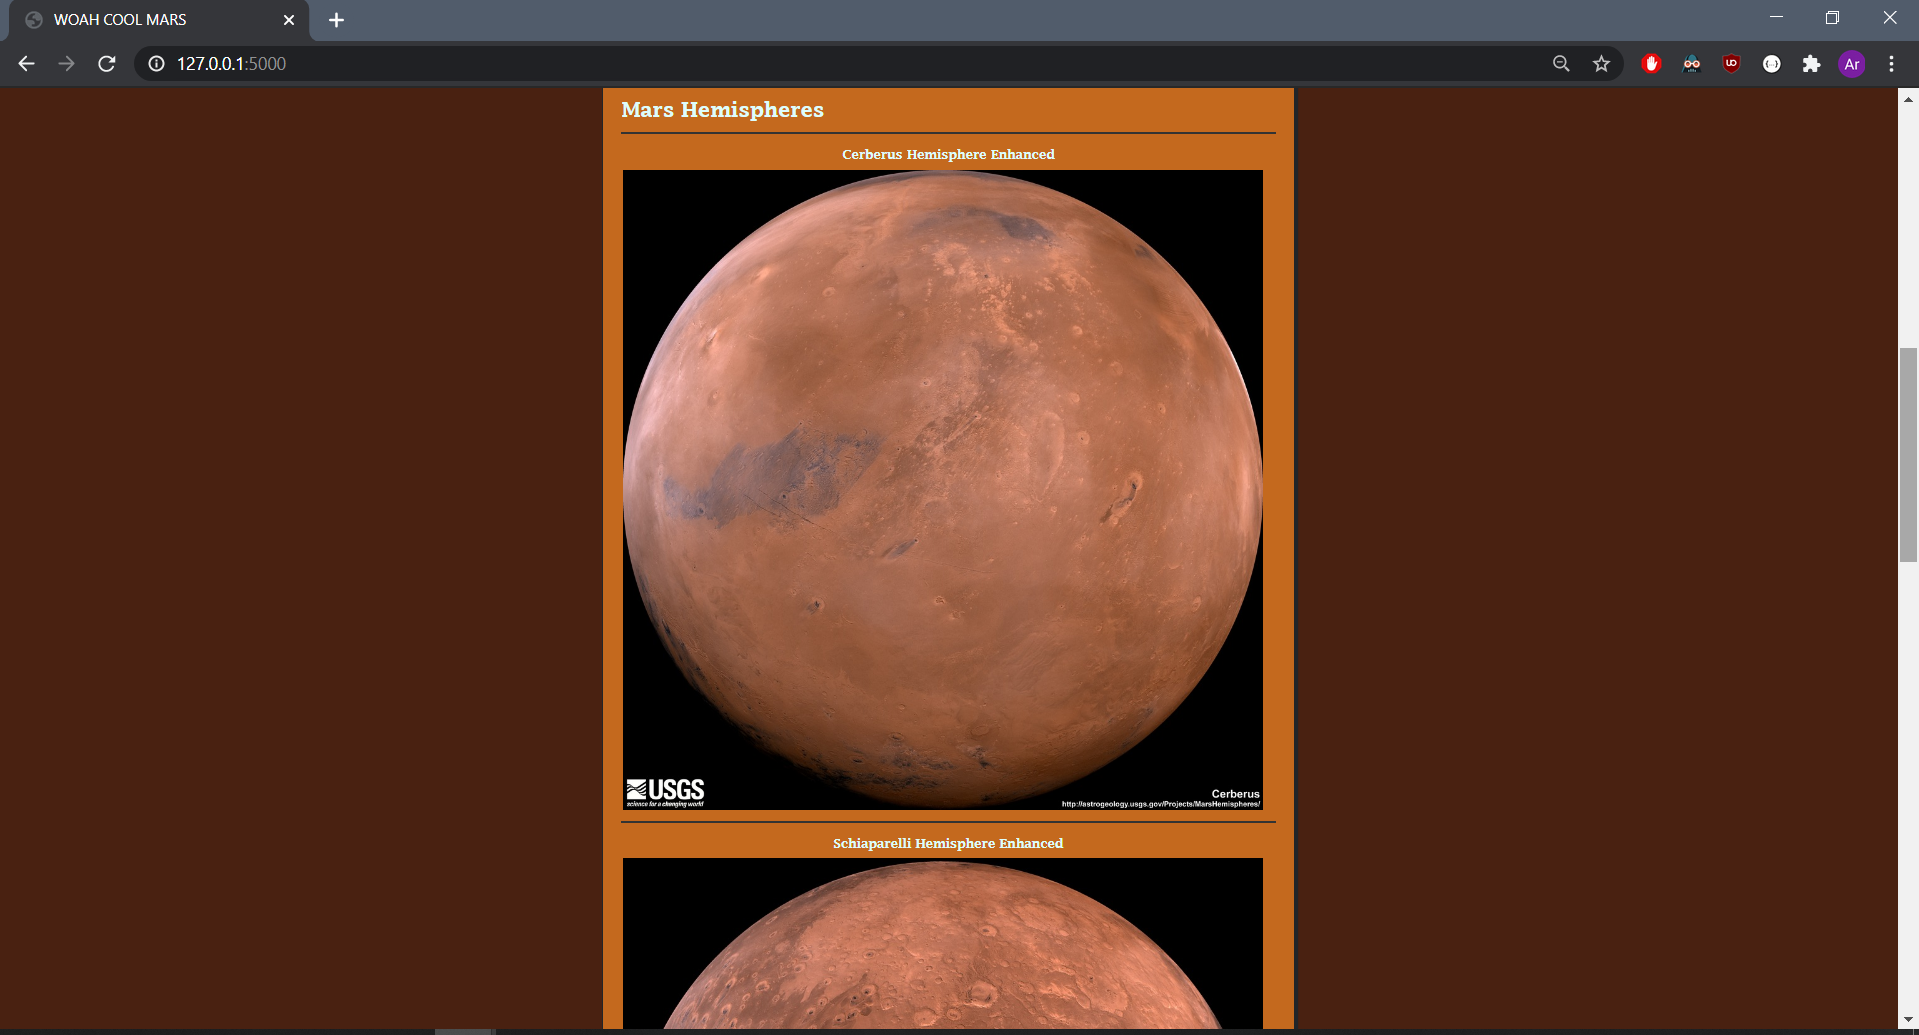 WOAH COOL MARS
127.0.0.1:5000
Ar
Mars Hemispheres
Cerberus Hemisphere Enhanced
USGS
science for a changing world
Cerberus
http://astrogeology.usgs.gov/Projects/MarsHemispheres/
Schiaparelli Hemisphere Enhanced